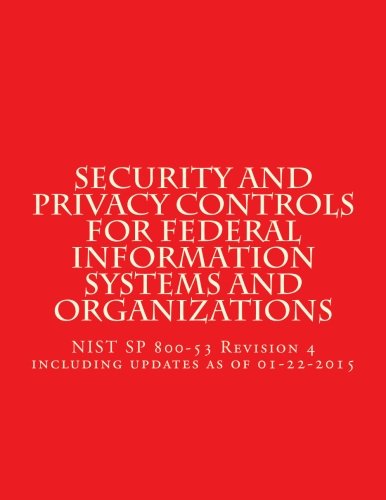 SECURITY AND
PRIVACY CONTROLS
FOR FEDERAL
INFORMATION
SYSTEMS AND
ORGANIZATIONS
NIST SP 800-53 Revision 4
including updates as of 01-22-2015